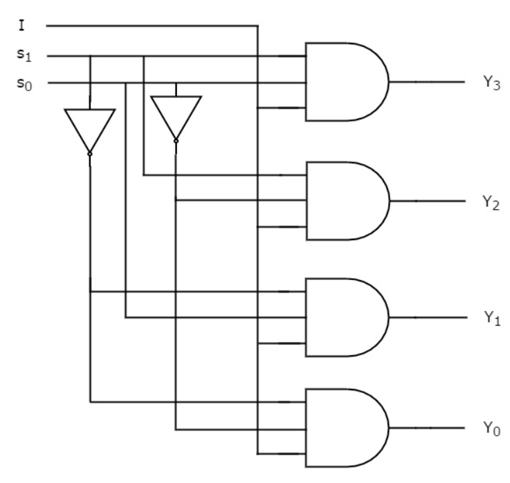 I
s₁
s₀
Y₃
Y₂
Y₁
Y₀